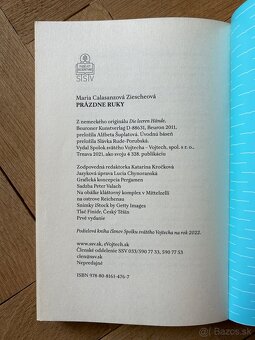 SSV
Maria Calasanzová Ziescheová
PRÁZDNE RUKY
Z nemeckého originálu Die leeren Hände,
Beuroner Kunstverlag D-88631, Beuron 2011,
preložila Alžbeta Šuplatová. Úvodnú báseň
preložila Slávka Rude-Porubská.
Vydal Spolok svätého Vojtecha – Vojtech, spol. s r. o.,
Trnava 2021, ako svoju 4 328. publikáciu
Zodpovedná redaktorka Katarína Krnčková
Jazyková úprava Lucia Chynoranská
Grafická koncepcia Pergamen
Sadzba Peter Valach
Na obálke kláštorný komplex v Mittelzelli
na ostrove Reichenau
Snímky iStock by Getty Images
Tlač Finidr, Český Těšín
Prvé vydanie
Podielová kniha členov Spolku svätého Vojtecha na rok 2022.
www.ssv.sk, eVojtech.sk
Členské oddelenie SSV 033/590 77 33, 590 77 53
clen@ssv.sk
Nepredajné
ISBN 978-80-8161-476-7
bazos.sk